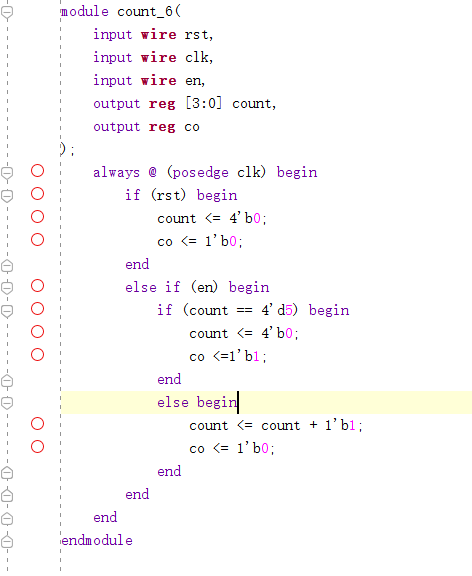 module count_6(
    input wire rst,
    input wire clk,
    input wire en,
    output reg [3:0] count,
    output reg co
);
    always @ (posedge clk) begin
        if (rst) begin
            count <= 4'b0;
            co <= 1'b0;
        end
        else if (en) begin
            if (count == 4'd5) begin
                count <= 4'b0;
                co <=1'b1;
            end
            else begin
                count <= count + 1'b1;
                co <= 1'b0;
            end
        end
    end
endmodule